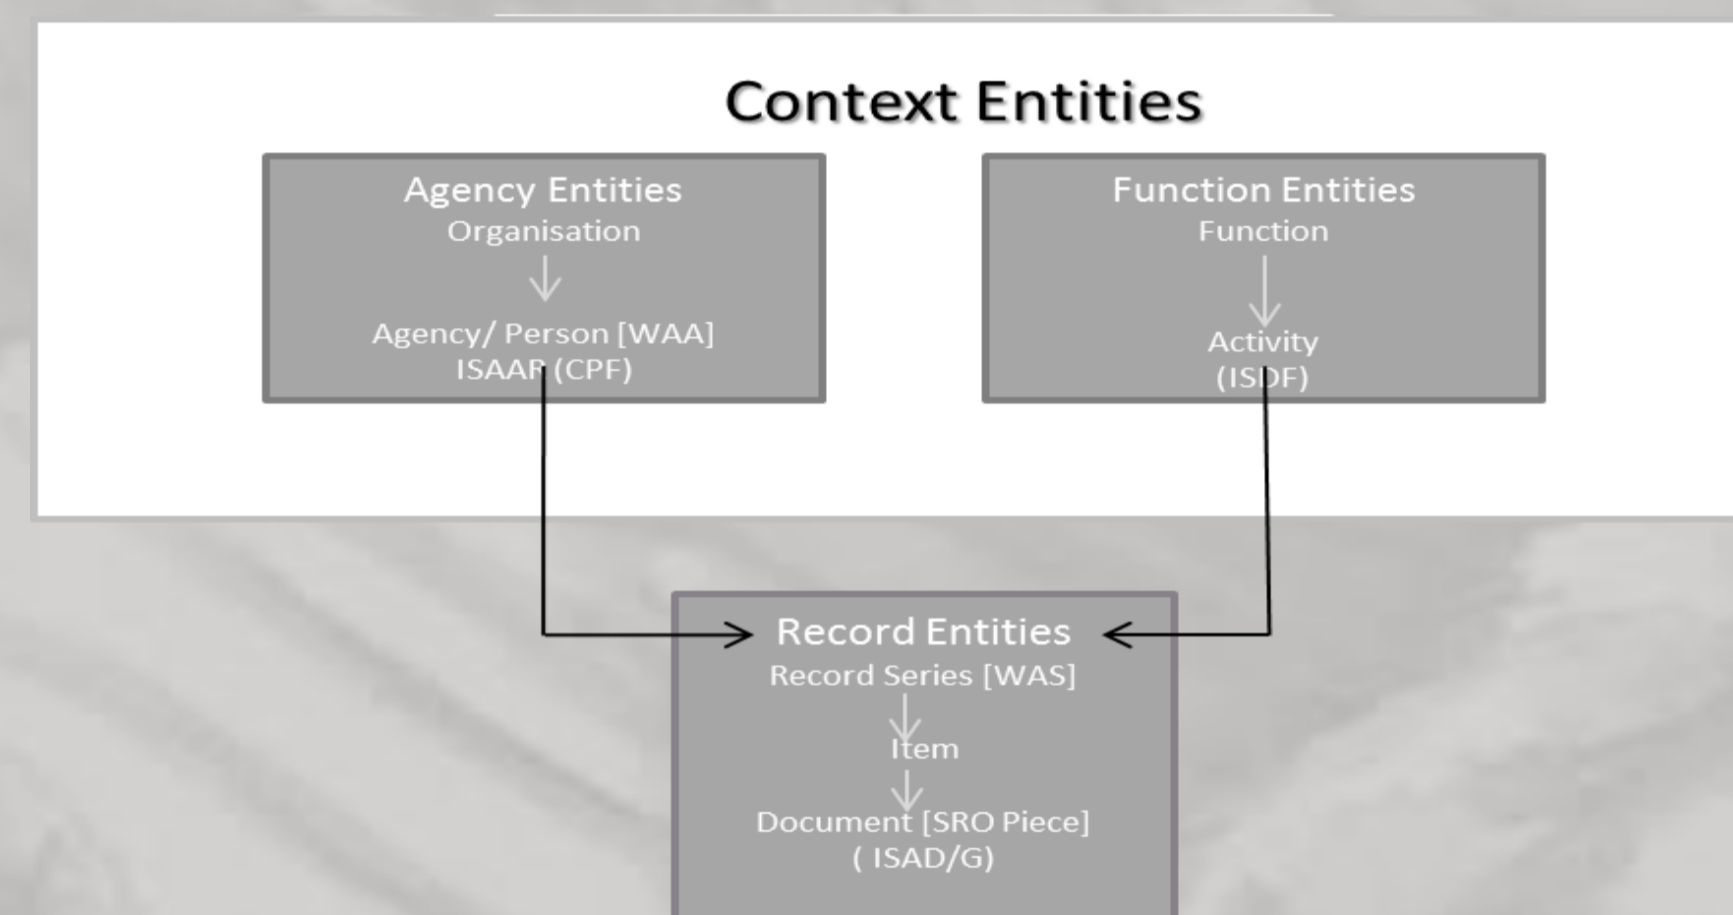 Context Entities
Agency Entities
Organisation
Agency/ Person [WAA]
ISAAR (CPF)
Function Entities
Function
Activity
(ISDF)
Record Entities
Record Series [WAS]
Item
Document [SRO Piece]
( ISAD/G)